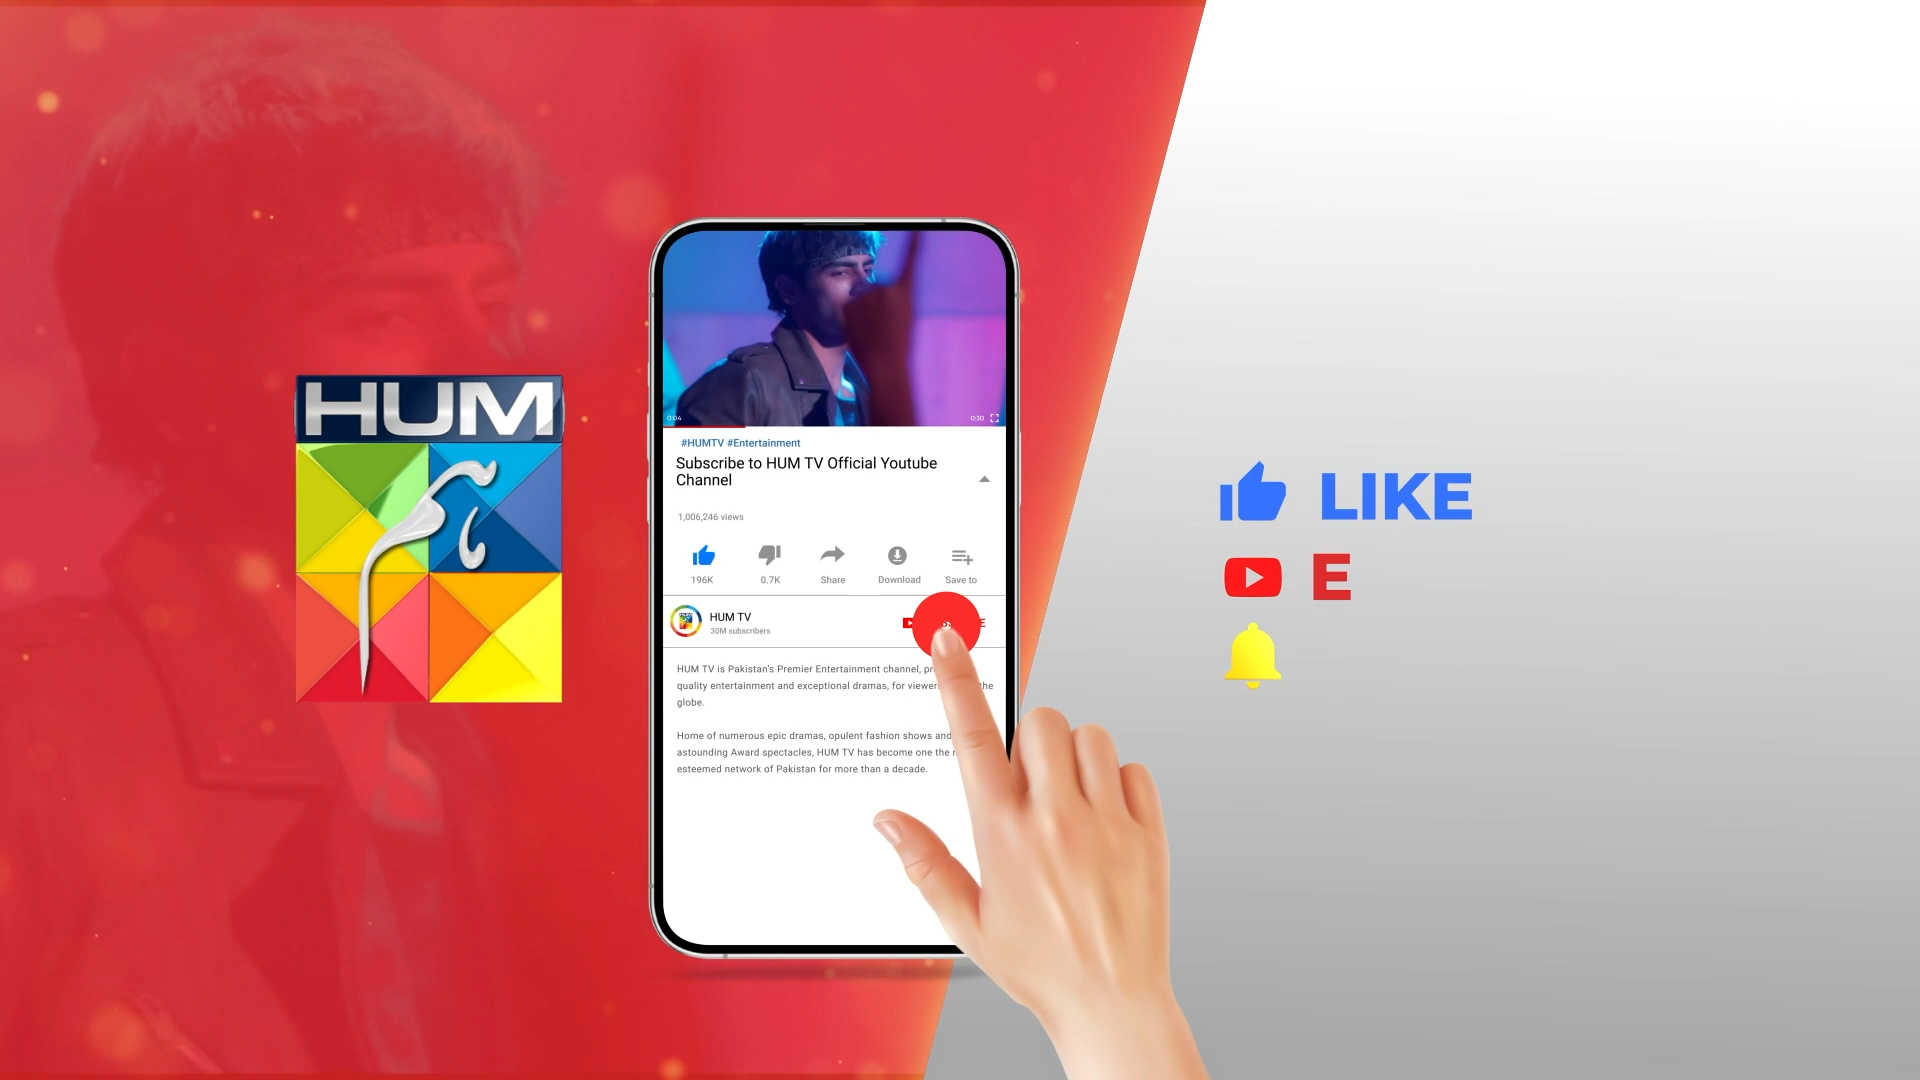 HUM
ہم
0:04
0:30
#HUMTV #Entertainment
Subscribe to HUM TV Official Youtube
Channel
1,006,246 views
196K
0.7K
Share
Download
Save to
HUM TV
30M subscribers
E
HUM TV is Pakistan's Premier Entertainment channel,
quality entertainment and exceptional dramas, for the
globe.
Home of numerous epic dramas, opulent fashion shows and
astounding Award spectacles, HUM TV has become one the
esteemed network of Pakistan for more than a decade.
LIKE
E